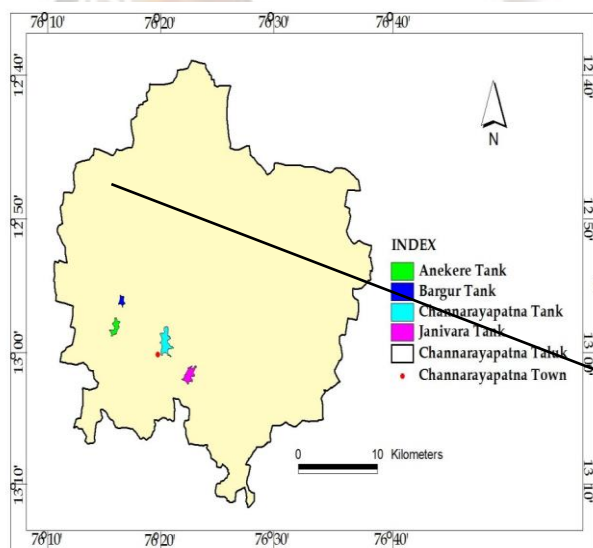 76°10' 76°20' 76°30' 76°40'
12°40' 12°40'
N
12°50' 12°50'
INDEX
Anekere Tank
Bargur Tank
Channarayapatna Tank
Janivara Tank
13°00' 13°00'
Channarayapatna Taluk
Channarayapatna Town
0 10 Kilometers
13°10' 13°10'
76°10' 76°20' 76°30' 76°40'